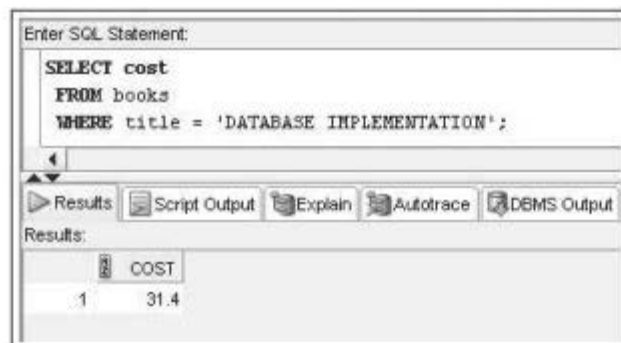 Enter SQL Statement:
SELECT cost
FROM books
WHERE title = 'DATABASE IMPLEMENTATION';
Results Script Output Explain Autotrace DBMS Output
Results:
COST
1 31.4